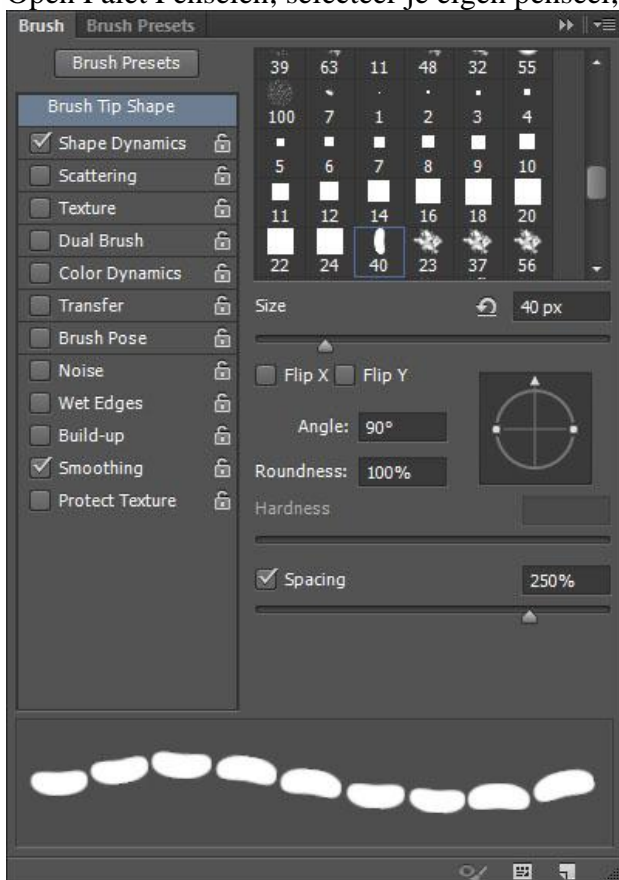 Open Palet Penselen, selecteer je eigen penseel,
Brush Brush Presets
Brush Presets
Brush Tip Shape
Shape Dynamics
Scattering
Texture
Dual Brush
Color Dynamics
Transfer
Brush Pose
Noise
Wet Edges
Build-up
Smoothing
Protect Texture
39 63 11 48 32 55
100 7 1 2 3 4
5 6 7 8 9 10
11 12 14 16 18 20
22 24 40 23 37 56
Size 40 px
Flip X Flip Y
Angle: 90°
Roundness: 100%
Hardness
Spacing 250%